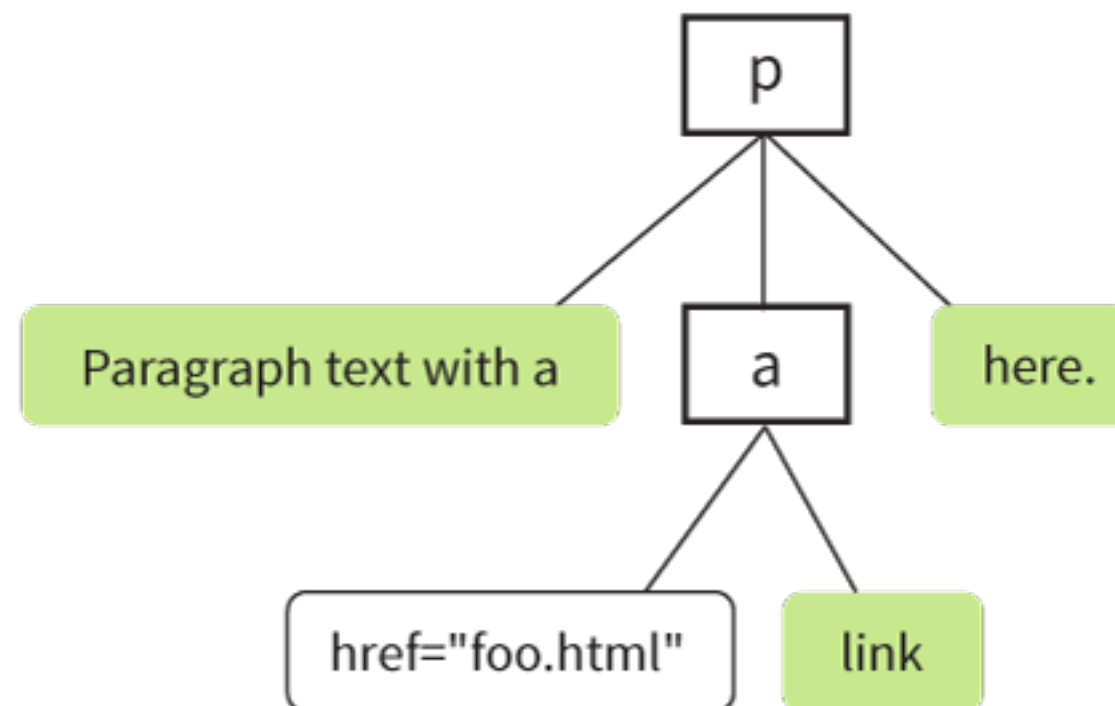 p
Paragraph text with a
a
here.
href="foo.html"
link